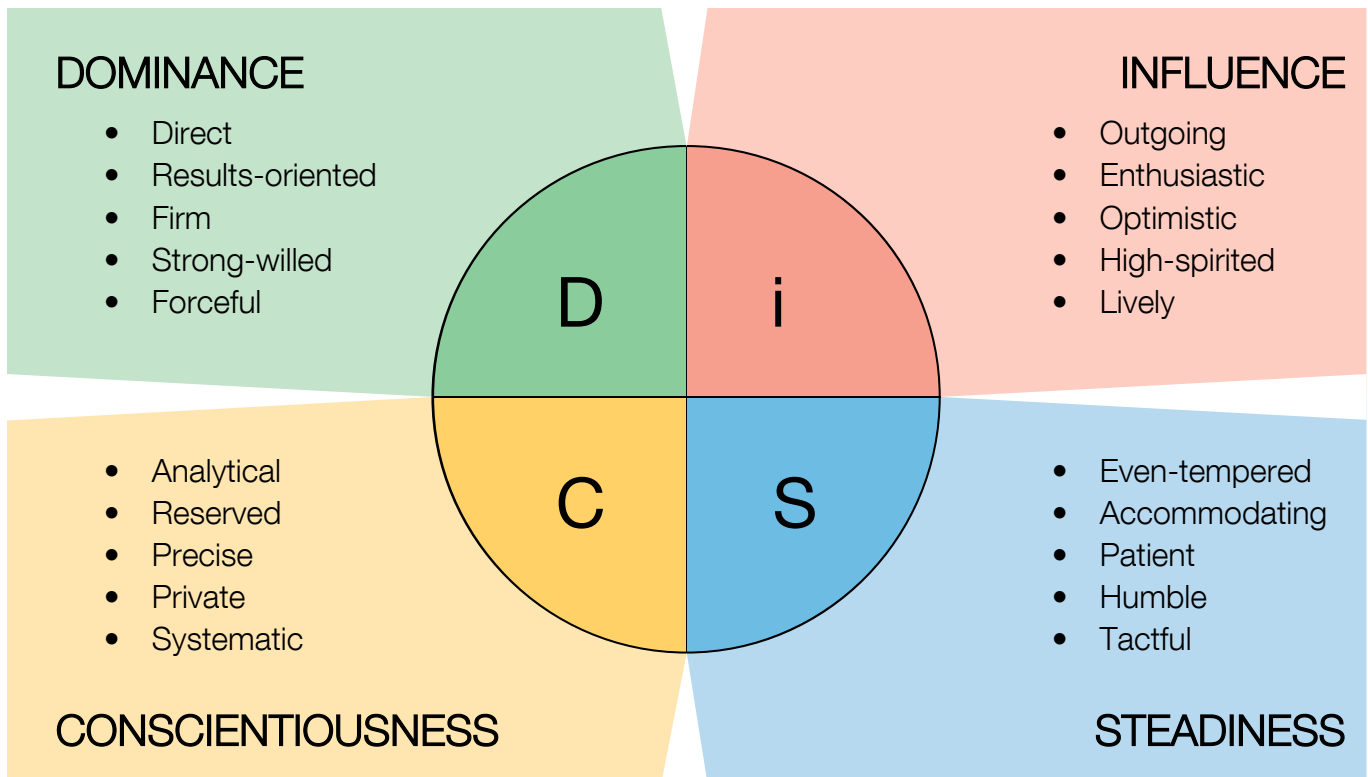 DOMINANCE
• Direct
• Results-oriented
• Firm
• Strong-willed
• Forceful
INFLUENCE
• Outgoing
• Enthusiastic
• Optimistic
• High-spirited
• Lively
D
i
C
S
• Analytical
• Reserved
• Precise
• Private
• Systematic
CONSCIENTIOUSNESS
• Even-tempered
• Accommodating
• Patient
• Humble
• Tactful
STEADINESS